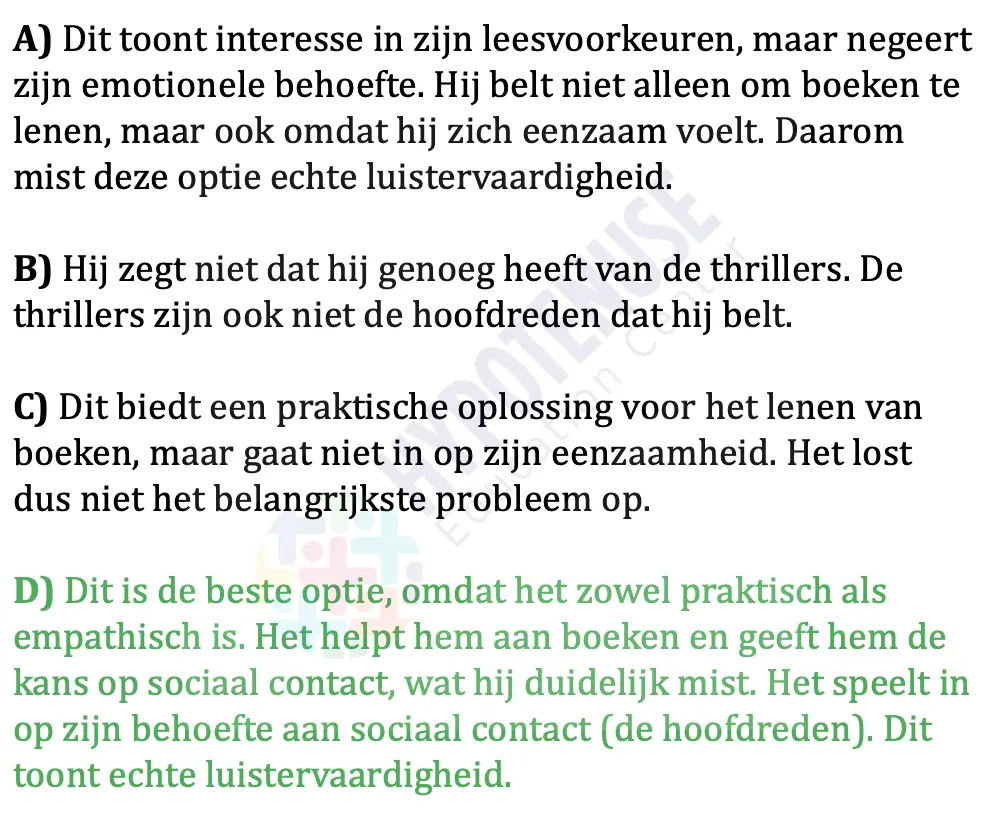 A) Dit toont interesse in zijn leesvoorkeuren, maar negeert
zijn emotionele behoefte. Hij belt niet alleen om boeken te
lenen, maar ook omdat hij zich eenzaam voelt. Daarom
mist deze optie echte luistervaardigheid.
B) Hij zegt niet dat hij genoeg heeft van de thrillers. De
thrillers zijn ook niet de hoofdreden dat hij belt.
C) Dit biedt een praktische oplossing voor het lenen van
boeken, maar gaat niet in op zijn eenzaamheid. Het lost
dus niet het belangrijkste probleem op.
D) Dit is de beste optie, omdat het zowel praktisch als
empathisch is. Het helpt hem aan boeken en geeft hem de
kans op sociaal contact, wat hij duidelijk mist. Het speelt in
op zijn behoefte aan sociaal contact (de hoofdreden). Dit
toont echte luistervaardigheid.
HYPOTENUSE
Education Center